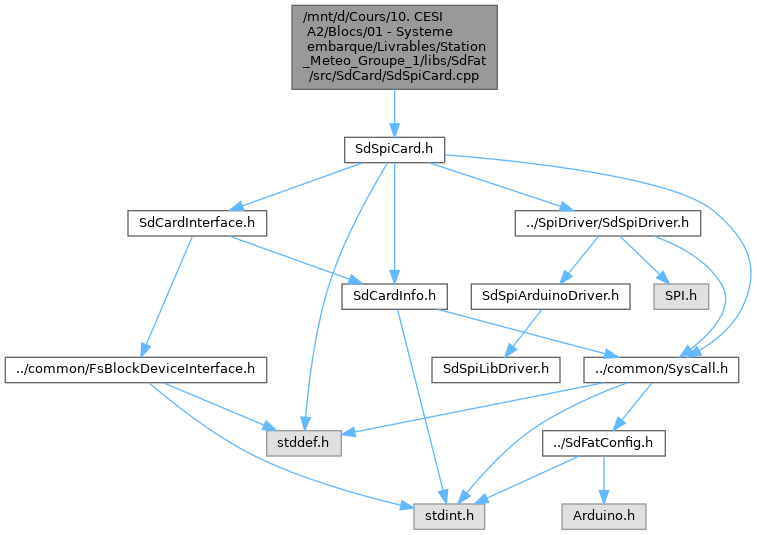 /mnt/d/Cours/10. CESI
A2/Blocs/01 - Systeme
embarque/Livrables/Station
_Meteo_Groupe_1/libs/SdFat
/src/SdCard/SdSpiCard.cpp
SdSpiCard.h
SdCardInterface.h
../SpiDriver/SdSpiDriver.h
SdCardInfo.h
SdSpiArduinoDriver.h
SPI.h
../common/FsBlockDeviceInterface.h
SdSpiLibDriver.h
../common/SysCall.h
stddef.h
../SdFatConfig.h
stdint.h
Arduino.h